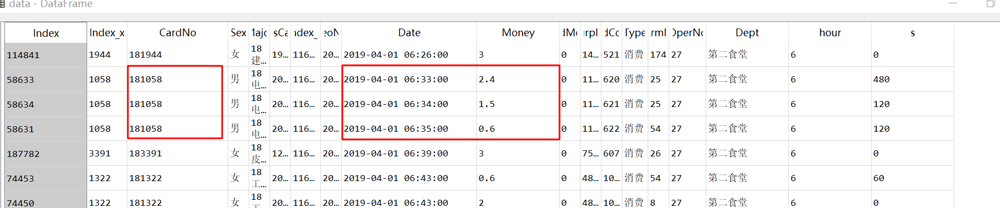 data - DataFrame
Index Index_x CardNo Sex Majo sCa ndex_ eoN Date Money dMo urpl dCo Type rmI OperNo Dept hour s
114841 1944 181944 女 18 建… 19… 116… 20… 2019-04-01 06:26:00 3 0 14… 521 消费 174 27 第二食堂 6 0
58633 1058 181058 男 18 电… 20… 116… 20… 2019-04-01 06:33:00 2.4 0 11… 620 消费 25 27 第二食堂 6 480
58634 1058 181058 男 18 电… 20… 116… 20… 2019-04-01 06:34:00 1.5 0 11… 621 消费 25 27 第二食堂 6 120
58631 1058 181058 男 18 电… 20… 116… 20… 2019-04-01 06:35:00 0.6 0 11… 622 消费 54 27 第二食堂 6 120
187782 3391 183391 女 18 皮… 12… 116… 20… 2019-04-01 06:39:00 3 0 75… 607 消费 26 27 第二食堂 6 0
74453 1322 181322 女 18 工… 20… 116… 20… 2019-04-01 06:43:00 0.6 0 48… 10… 消费 54 27 第二食堂 6 60
74450 1322 181322 女 18 20… 116… 20… 2019-04-01 06:43:00 2 0 48… 10… 消费 8 27 第二食堂 6 0